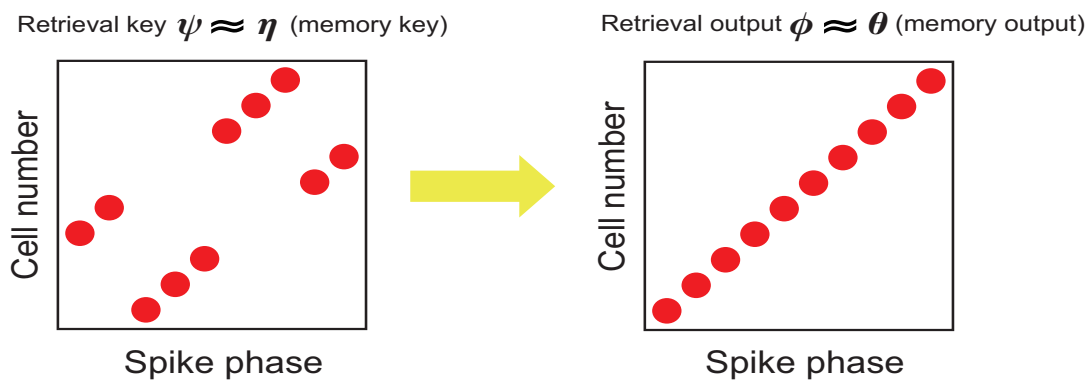 Retrieval key ψ ≈ η (memory key)
Retrieval output ϕ ≈ θ (memory output)
Cell number
Spike phase
Cell number
Spike phase